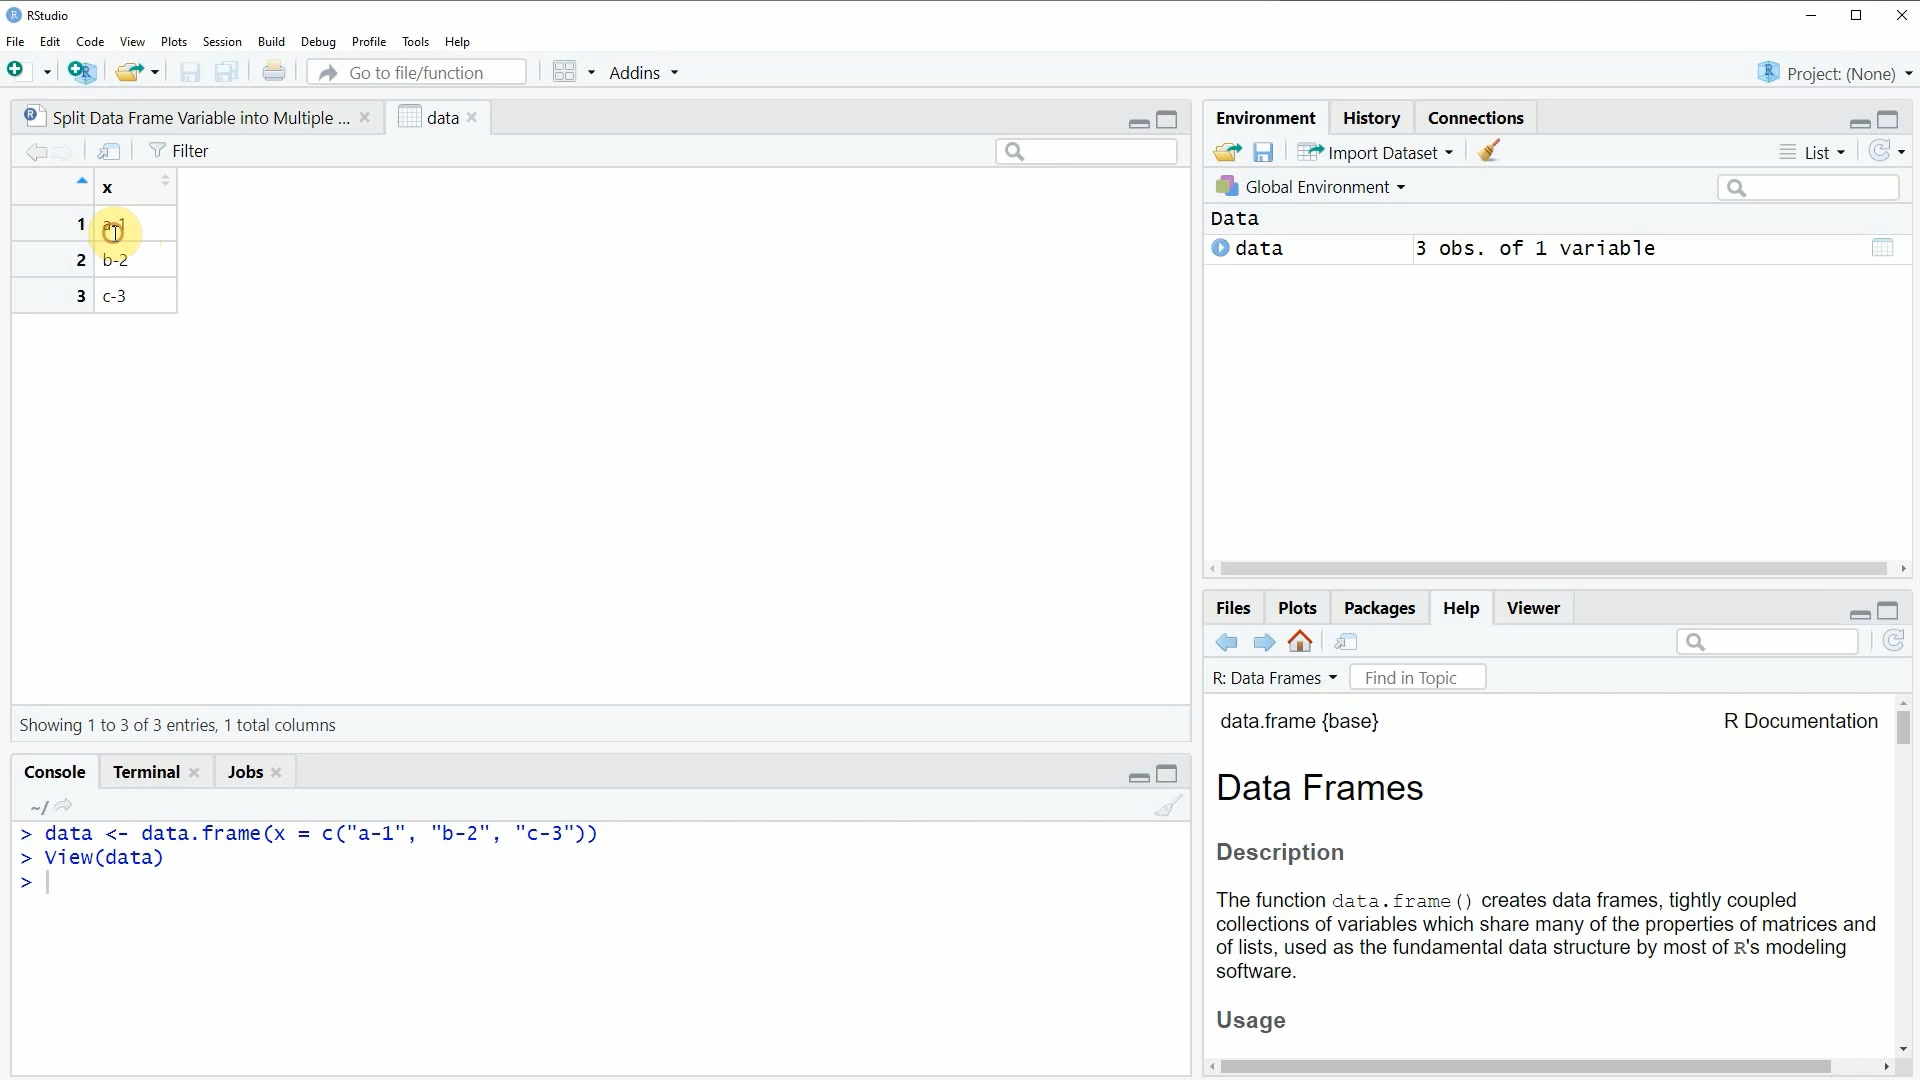 RStudio
File Edit Code View Plots Session Build Debug Profile Tools Help
Go to file/function Addins Project: (None)
Split Data Frame Variable into Multiple ... data
Filter
x
1 a-1
2 b-2
3 c-3
Showing 1 to 3 of 3 entries, 1 total columns
Console Terminal Jobs
~/
> data <- data.frame(x = c("a-1", "b-2", "c-3"))
> View(data)
>
Environment History Connections
Import Dataset List
Global Environment
Data
data 3 obs. of 1 variable
Files Plots Packages Help Viewer
R: Data Frames Find in Topic
data.frame {base} R Documentation
Data Frames
Description
The function data.frame() creates data frames, tightly coupled
collections of variables which share many of the properties of matrices and
of lists, used as the fundamental data structure by most of R's modeling
software.
Usage